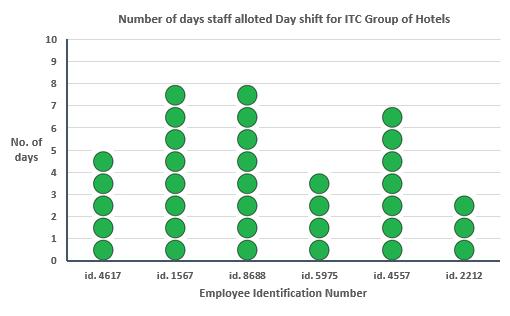 Number of days staff alloted Day shift for ITC Group of Hotels
10
9
8
7
6
5
4
3
2
1
0
No. of
days
id. 4617 id. 1567 id. 8688 id. 5975 id. 4557 id. 2212
Employee Identification Number